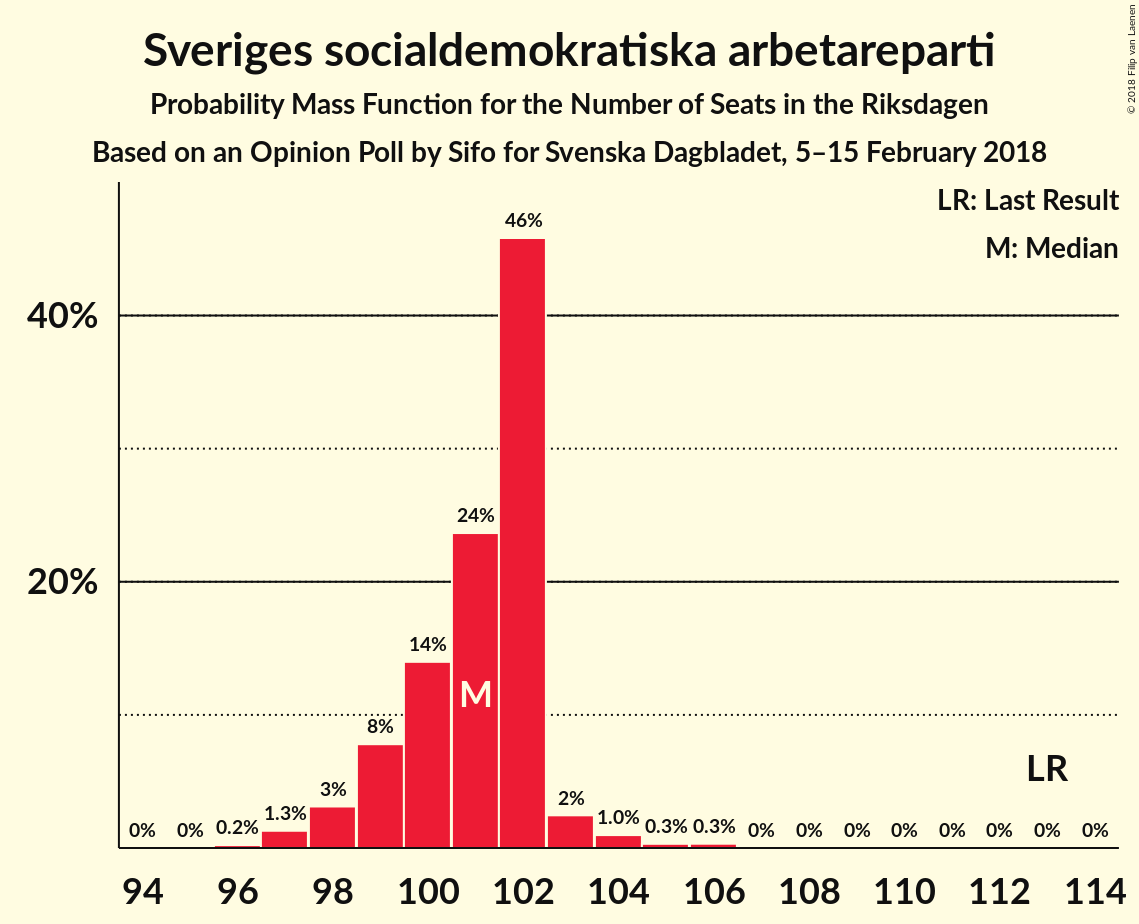 Sveriges socialdemokratiska arbetareparti
Probability Mass Function for the Number of Seats in the Riksdagen
Based on an Opinion Poll by Sifo for Svenska Dagbladet, 5–15 February 2018
© 2018 Filip van Laenen
LR: Last Result
M: Median
40%
20%
0% 0% 0.2% 1.3% 3% 8% 14% 24% 46% 2% 1.0% 0.3% 0.3% 0% 0% 0% 0% 0% 0% 0% 0%
M
LR
94 96 98 100 102 104 106 108 110 112 114